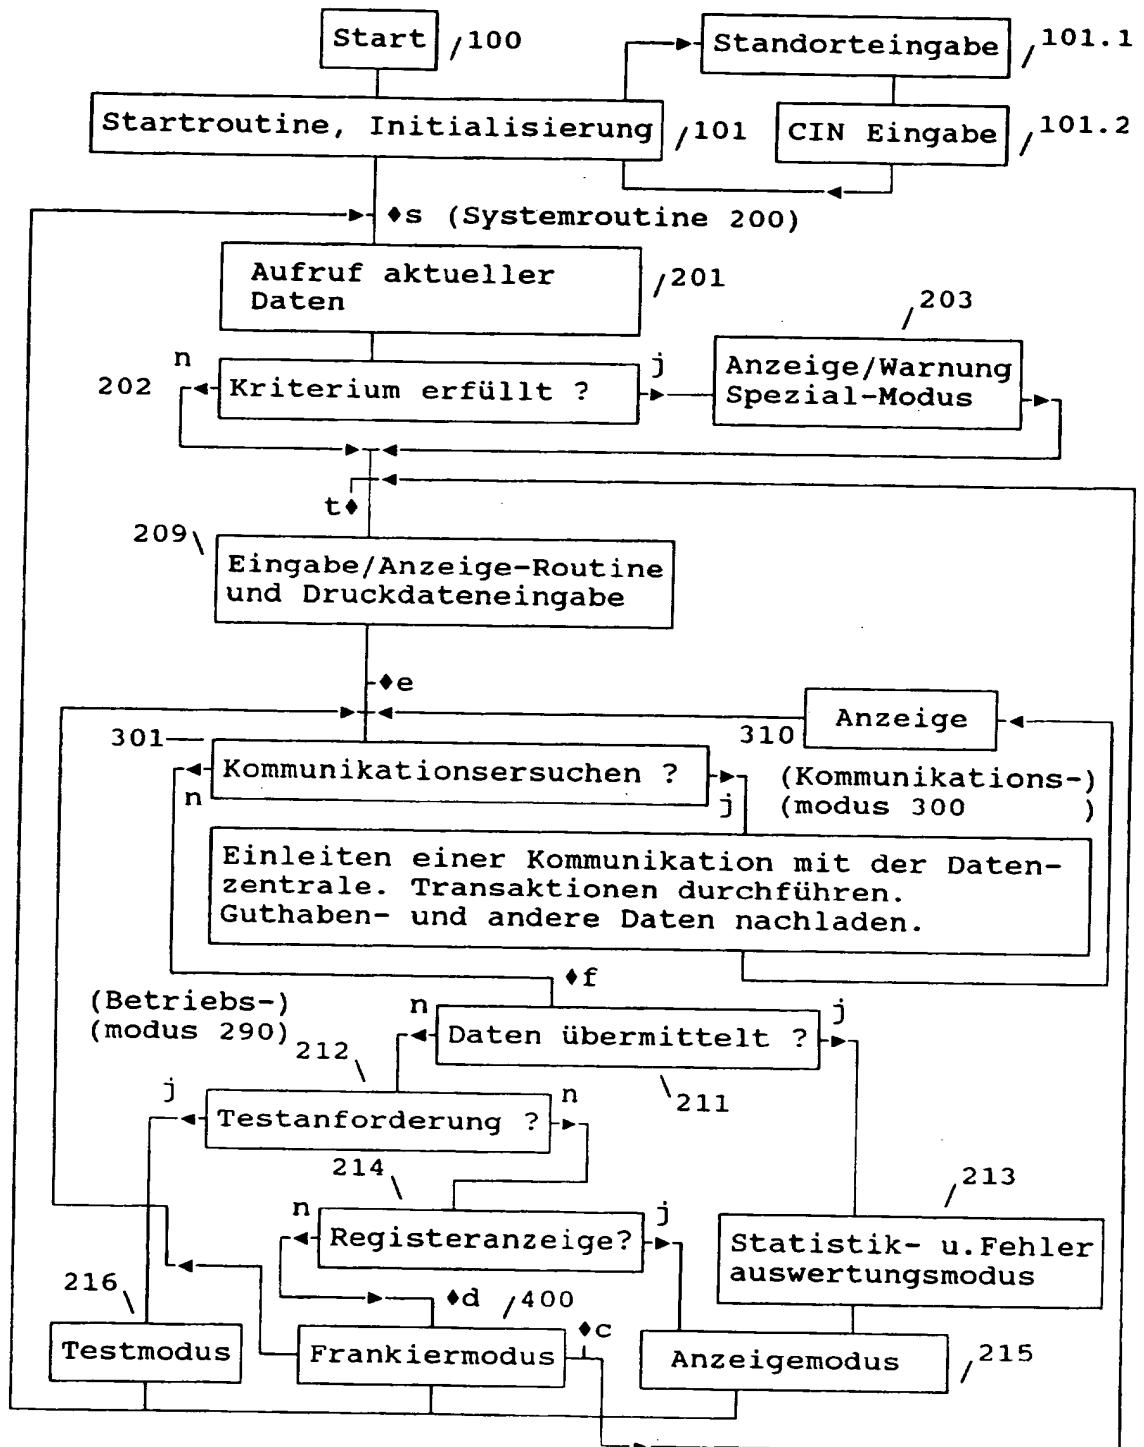 Start
/100
Standorteingabe
/101.1
Startroutine, Initialisierung
/101
CIN Eingabe
/101.2
♦s (Systemroutine 200)
Aufruf aktueller
Daten
/201
/203
n
202
Kriterium erfüllt ?
j
Anzeige/Warnung
Spezial-Modus
t♦
209\
Eingabe/Anzeige-Routine
und Druckdateneingabe
♦e
Anzeige
310
301
Kommunikationsersuchen ?
n
j
(Kommunikations-)
(modus 300 )
Einleiten einer Kommunikation mit der Daten-
zentrale. Transaktionen durchführen.
Guthaben- und andere Daten nachladen.
♦f
(Betriebs-)
(modus 290)
n
Daten übermittelt ?
j
212\
\211
j
Testanforderung ?
n
214\
/213
n
Registeranzeige?
j
Statistik- u.Fehler
auswertungsmodus
216\
♦d
/400
♦c
Testmodus
Frankiermodus
Anzeigemodus
/215